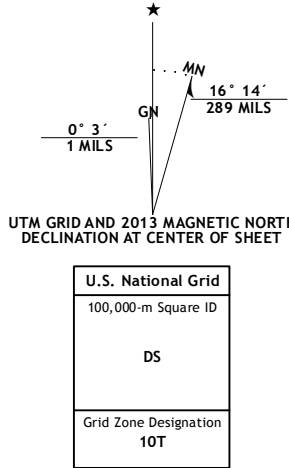 ★
MN
GN
16° 14´
289 MILS
0° 3´
1 MILS
UTM GRID AND 2013 MAGNETIC NORTH
DECLINATION AT CENTER OF SHEET
U.S. National Grid
100,000-m Square ID
DS
Grid Zone Designation
10T